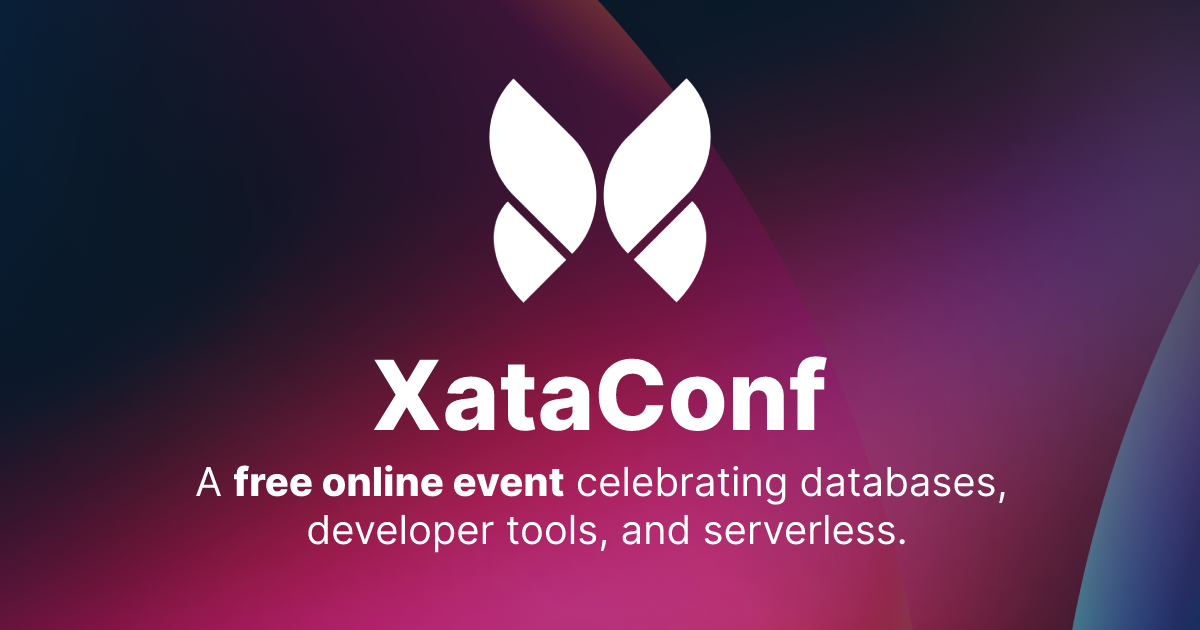 XataConf
A free online event celebrating databases,
developer tools, and serverless.